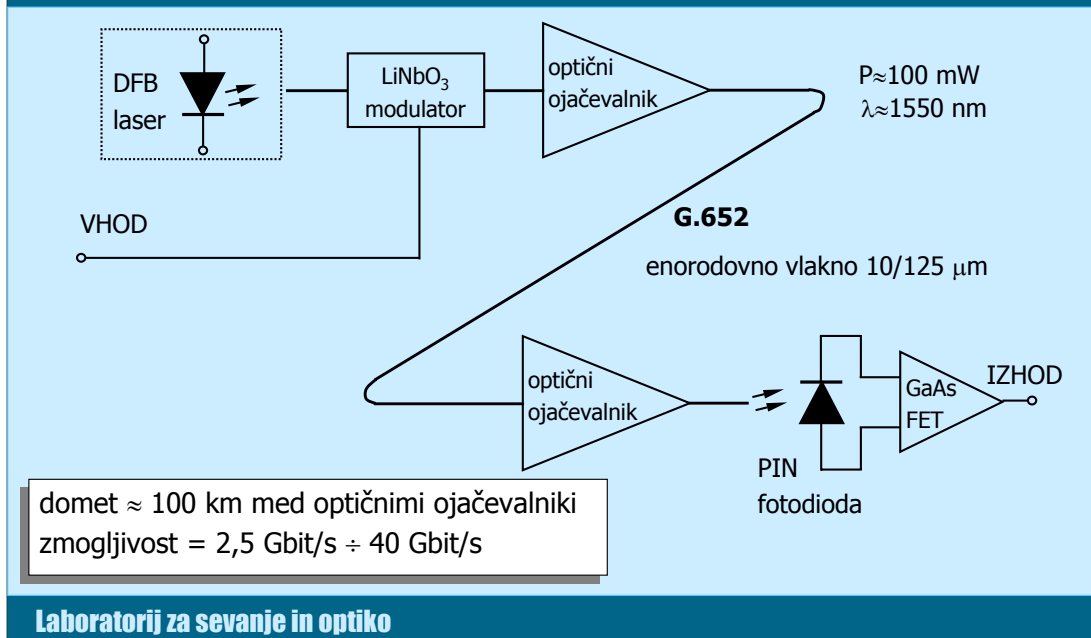 DFB
laser
LiNbO₃
modulator
optični
ojačevalnik
P≈100 mW
λ≈1550 nm
VHOD
G.652
enorodovno vlakno 10/125 μm
optični
ojačevalnik
GaAs
FET
IZHOD
PIN
fotodioda
domet ≈ 100 km med optičnimi ojačevalniki
zmogljivost = 2,5 Gbit/s ÷ 40 Gbit/s
Laboratorij za sevanje in optiko